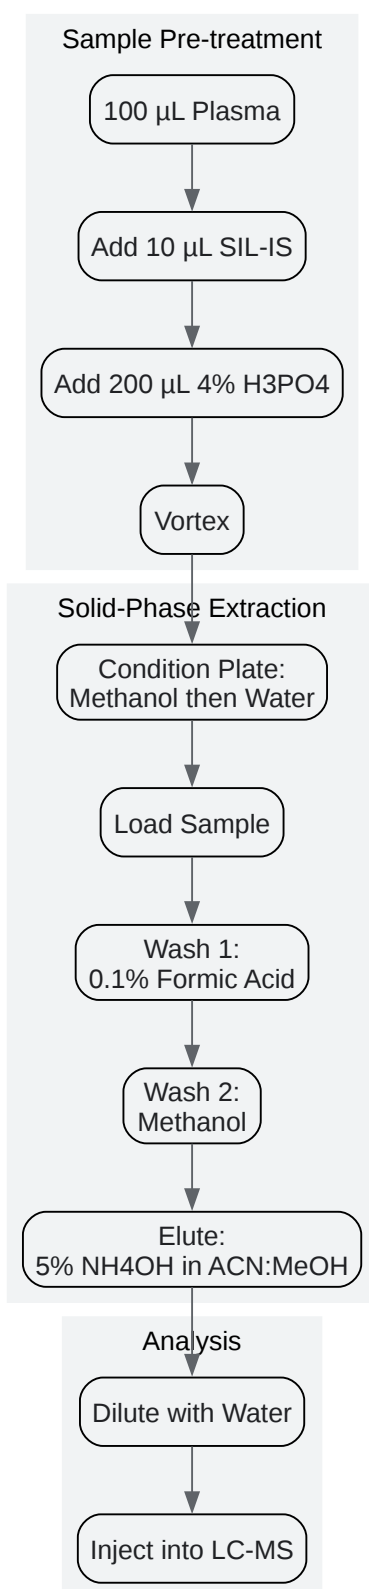 Sample Pre-treatment
100 µL Plasma
Add 10 µL SIL-IS
Add 200 µL 4% H3PO4
Vortex
Solid-Phase Extraction
Condition Plate:
Methanol then Water
Load Sample
Wash 1:
0.1% Formic Acid
Wash 2:
Methanol
Elute:
5% NH4OH in ACN:MeOH
Analysis
Dilute with Water
Inject into LC-MS